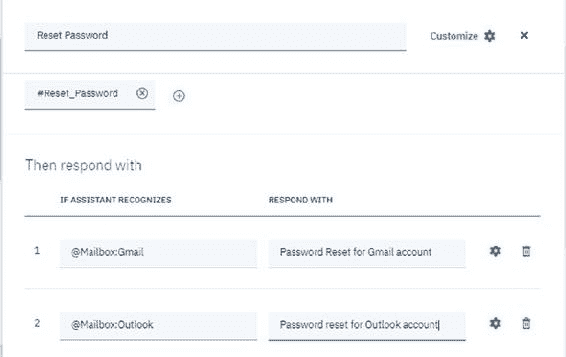 Reset Password Customize
#Reset_Password
Then respond with
IF ASSISTANT RECOGNIZES RESPOND WITH
1 @Mailbox:Gmail Password Reset for Gmail account
2 @Mailbox:Outlook Password reset for Outlook account